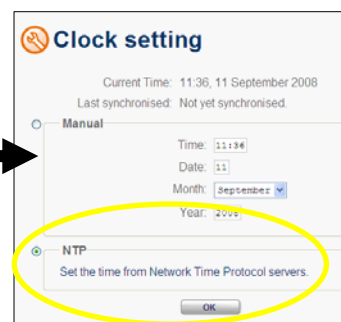 Clock setting
Current Time: 11:36, 11 September 2008
Last synchronised: Not yet synchronised.
Manual
Time: 11:36
Date: 11
Month: September
Year: 2008
NTP
Set the time from Network Time Protocol servers.
OK